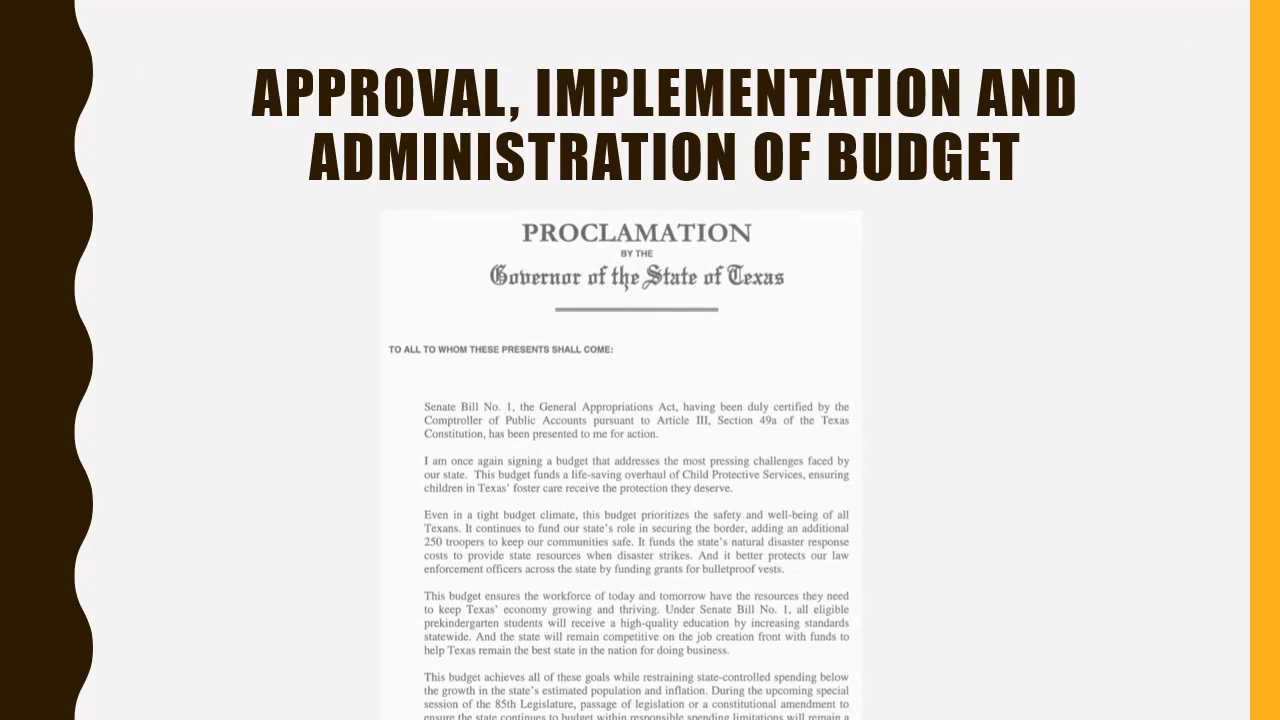 APPROVAL, IMPLEMENTATION AND
ADMINISTRATION OF BUDGET
PROCLAMATION
BY THE
Governor of the State of Texas
TO ALL TO WHOM THESE PRESENTS SHALL COME:
Senate Bill No. 1, the General Appropriations Act, having been duly certified by the
Comptroller of Public Accounts pursuant to Article III, Section 49a of the Texas
Constitution, has been presented to me for action.
I am once again signing a budget that addresses the most pressing challenges faced by
our state. This budget funds a life-saving overhaul of Child Protective Services, ensuring
children in Texas' foster care receive the protection they deserve.
Even in a tight budget climate, this budget prioritizes the safety and well-being of all
Texans. It continues to fund our state's role in securing the border, adding an additional
250 troopers to keep our communities safe. It funds the state's natural disaster response
costs to provide state resources when disaster strikes. And it better protects our law
enforcement officers across the state by funding grants for bulletproof vests.
This budget ensures the workforce of today and tomorrow have the resources they need
to keep Texas' economy growing and thriving. Under Senate Bill No. 1, all eligible
prekindergarten students will receive a high-quality education by increasing standards
statewide. And the state will remain competitive on the job creation front with funds to
help Texas remain the best state in the nation for doing business.
This budget achieves all of these goals while restraining state-controlled spending below
the growth in the state's estimated population and inflation. During the upcoming special
session of the 85th Legislature, passage of legislation or a constitutional amendment to
ensure the state continues to budget within responsible spending limitations will remain a